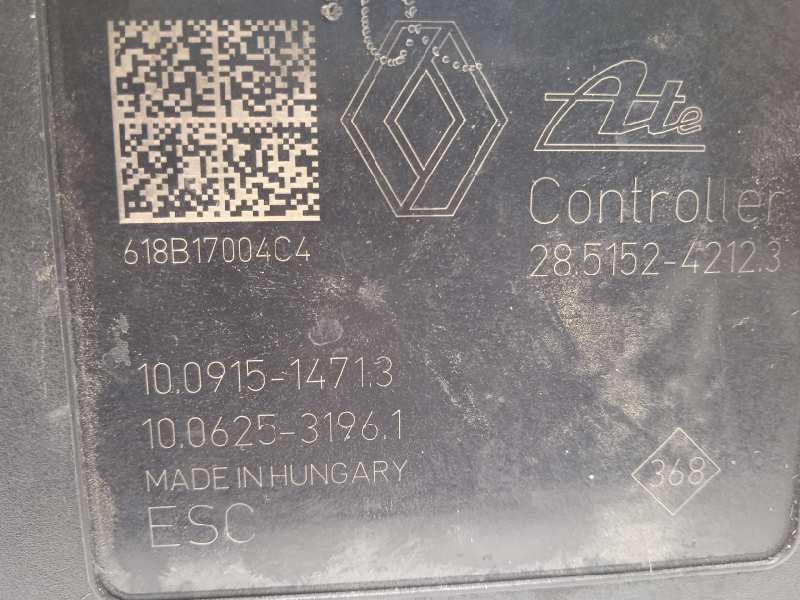 Ate
Controller
28.5152-4212.3
618B17004C4
10.0915-1471.3
10.0625-3196.1
MADE IN HUNGARY
ESC
368